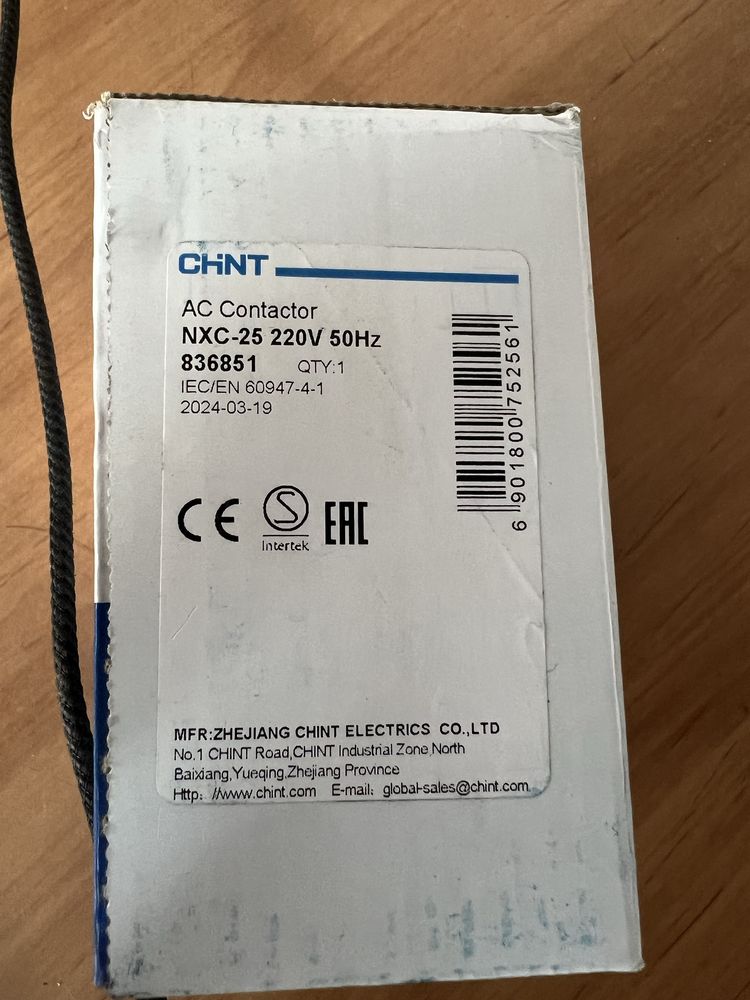 CHNT
AC Contactor
NXC-25 220V 50Hz
836851 QTY:1
IEC/EN 60947-4-1
2024-03-19
6 901800 752561
CE
S
Intertek
EAC
MFR:ZHEJIANG CHINT ELECTRICS CO.,LTD
No.1 CHINT Road,CHINT Industrial Zone,North
Baixiang,Yueqing,Zhejiang Province
Http: //www.chint.com E-mail: global-sales@chint.com